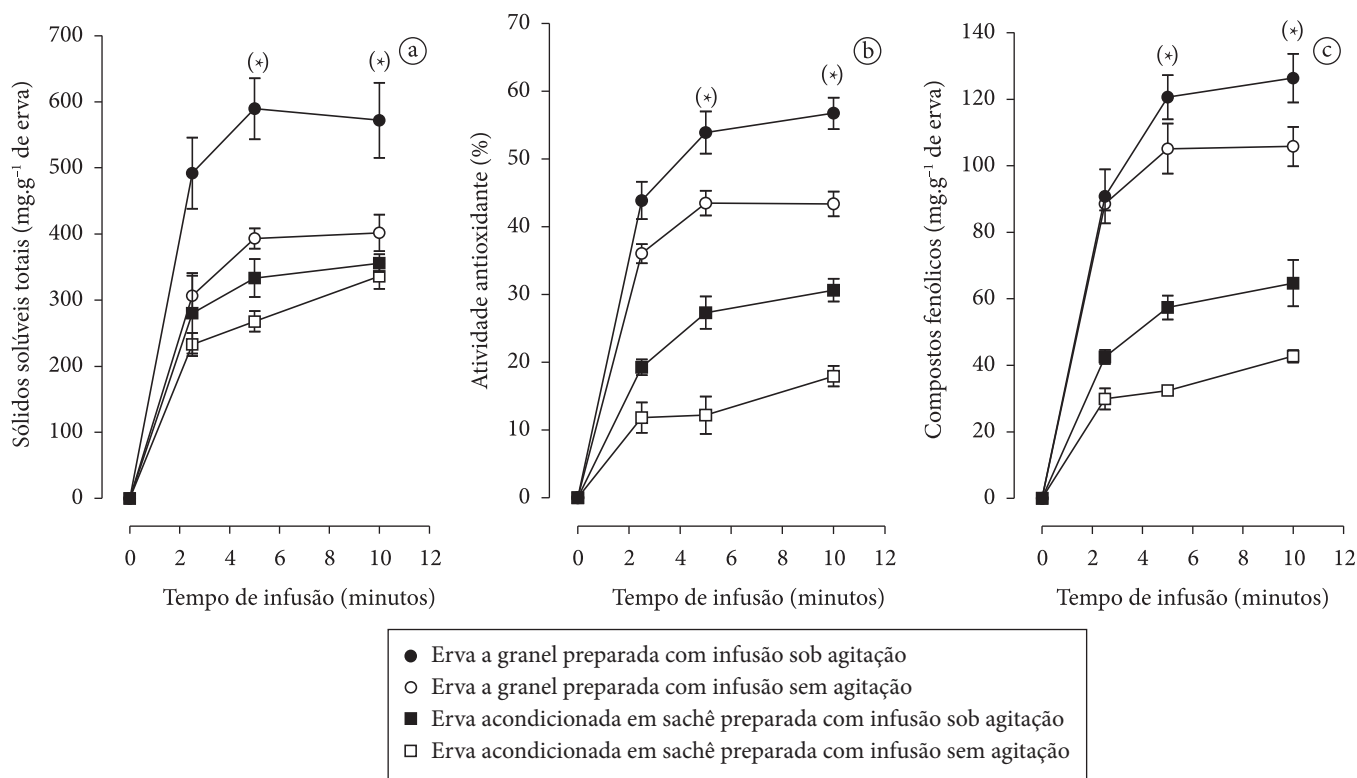 Sólidos solúveis totais (mg.g⁻¹ de erva)
700
600
500
400
300
200
100
0
(*)
(*)
a
0 2 4 6 8 10 12
Tempo de infusão (minutos)
Atividade antioxidante (%)
70
60
50
40
30
20
10
0
(*)
(*)
b
0 2 4 6 8 10 12
Tempo de infusão (minutos)
Compostos fenólicos (mg.g⁻¹ de erva)
140
120
100
80
60
40
20
0
(*)
(*)
c
0 2 4 6 8 10 12
Tempo de infusão (minutos)
Erva a granel preparada com infusão sob agitação
Erva a granel preparada com infusão sem agitação
Erva acondicionada em sachê preparada com infusão sob agitação
Erva acondicionada em sachê preparada com infusão sem agitação